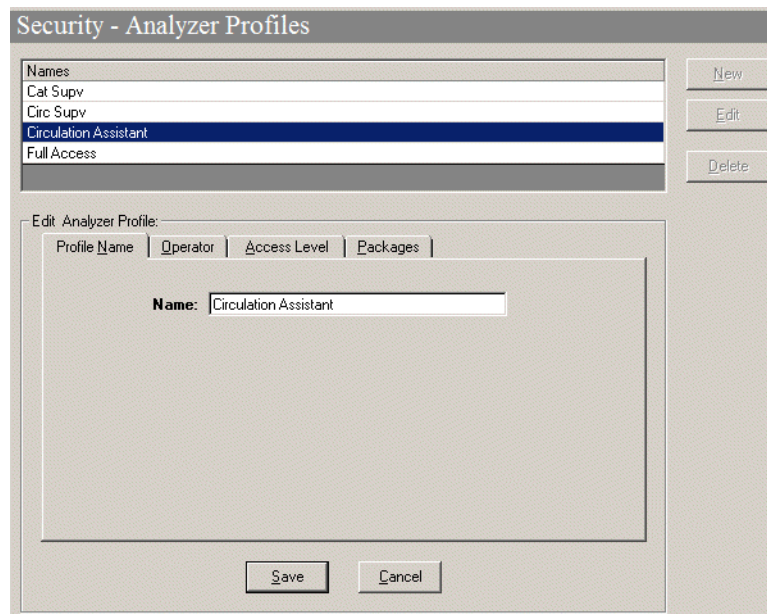 Security - Analyzer Profiles
Names
Cat Supv
Circ Supv
Circulation Assistant
Full Access
New
Edit
Delete
Edit Analyzer Profile:
Profile Name Operator Access Level Packages
Name: Circulation Assistant
Save Cancel